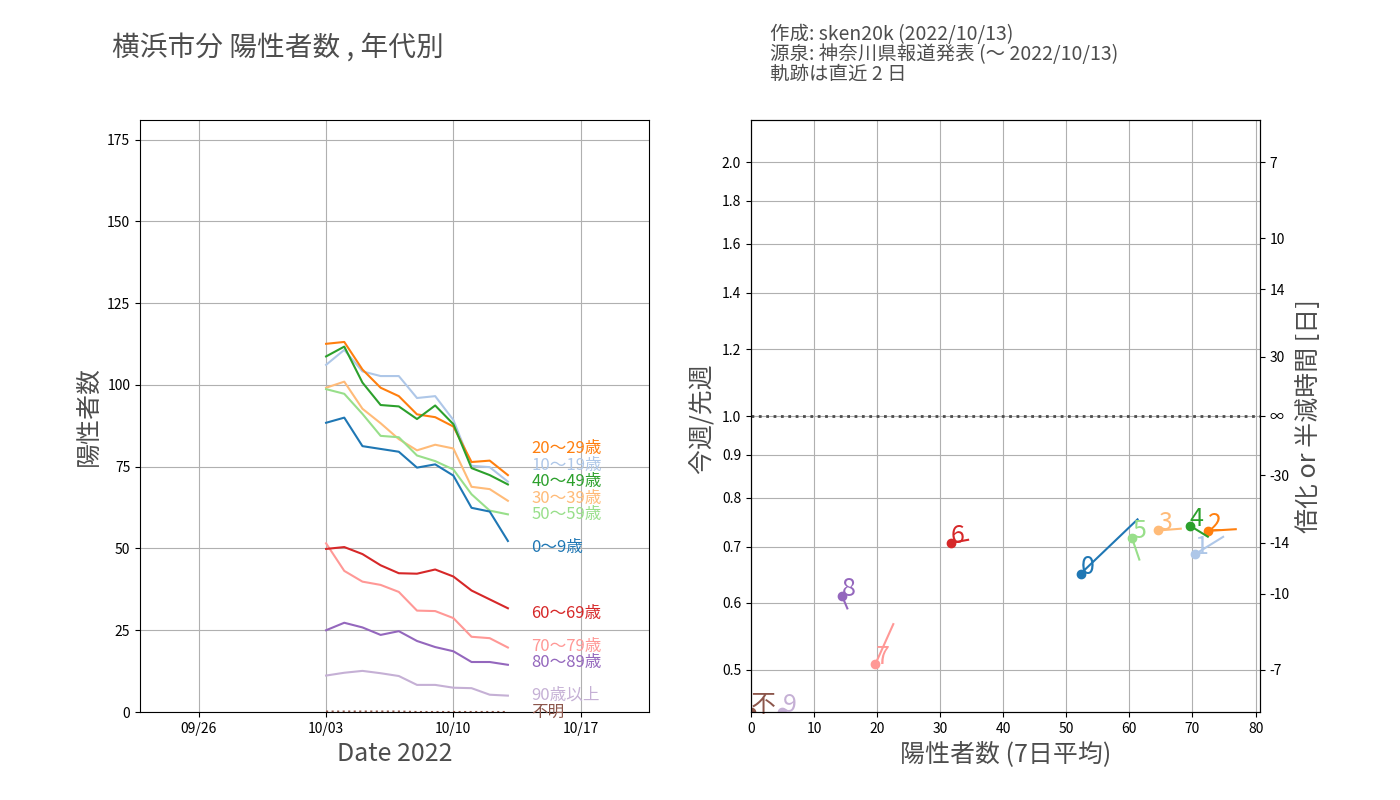 横浜市分 陽性者数 , 年代別
作成: sken20k (2022/10/13)
源泉: 神奈川県報道発表 (〜 2022/10/13)
軌跡は直近 2 日
陽性者数
175
150
125
100
75
50
25
0
09/26
10/03
10/10
10/17
Date 2022
20〜29歳
10〜19歳
40〜49歳
30〜39歳
50〜59歳
0〜9歳
60〜69歳
70〜79歳
80〜89歳
90歳以上
不明
今週/先週
2.0
1.8
1.6
1.4
1.2
1.0
0.9
0.8
0.7
0.6
0.5
不
9
8
7
6
0
5
3
4
1
2
0
10
20
30
40
50
60
70
80
陽性者数 (7日平均)
7
10
14
30
∞
-30
-14
-10
-7
倍化 or 半減時間 [日]